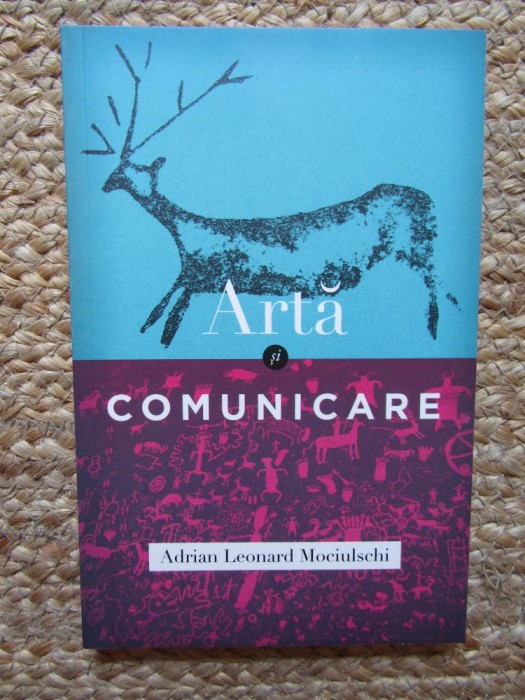 Artă
și
COMUNICARE
Adrian Leonard Mociulschi